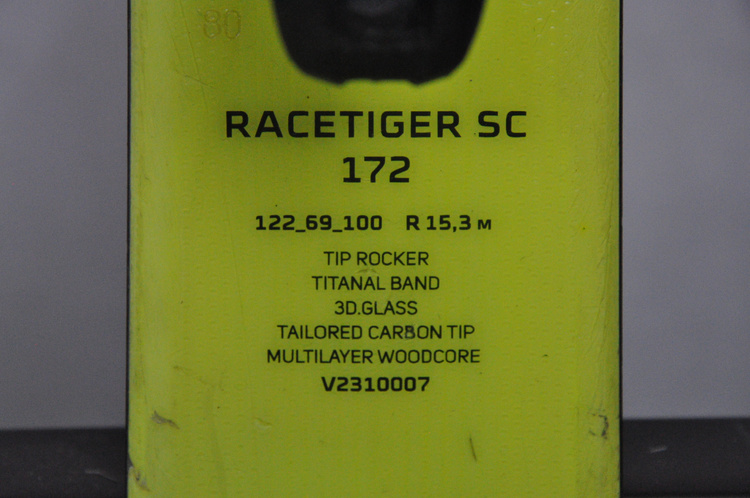 80
RACETIGER SC
172
122_69_100 R 15,3 M
TIP ROCKER
TITANAL BAND
3D.GLASS
TAILORED CARBON TIP
MULTILAYER WOODCORE
V2310007